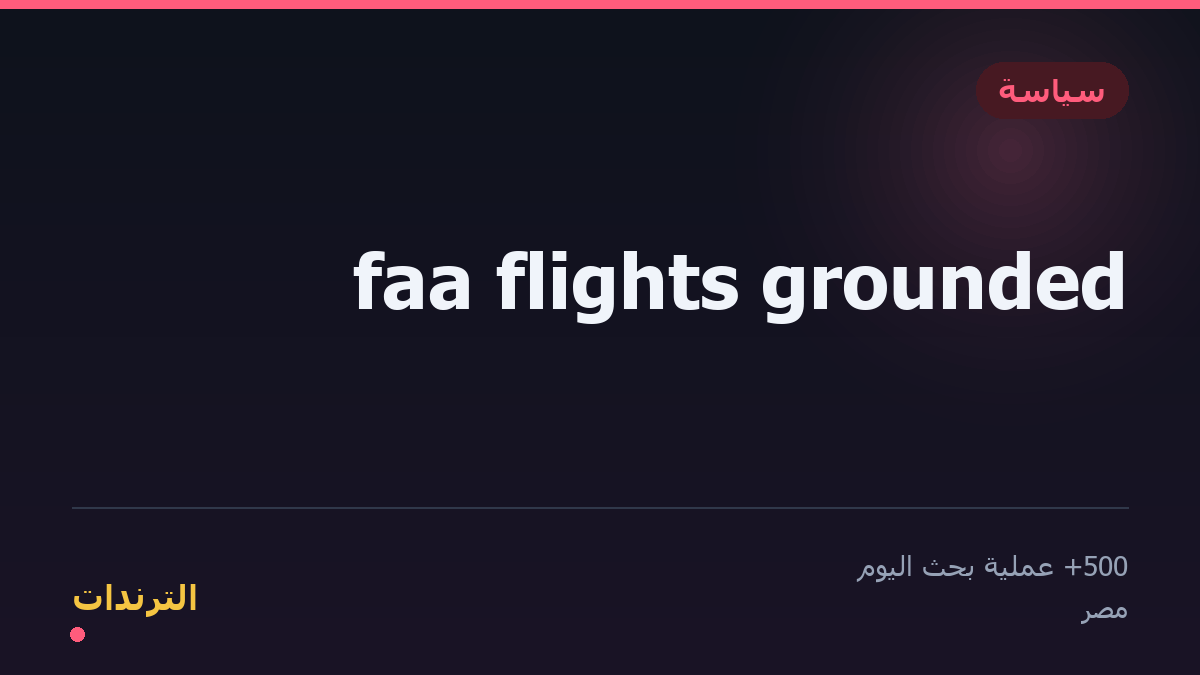 سياسة
faa flights grounded
500+ عملية بحث اليوم
مصر
الترندات